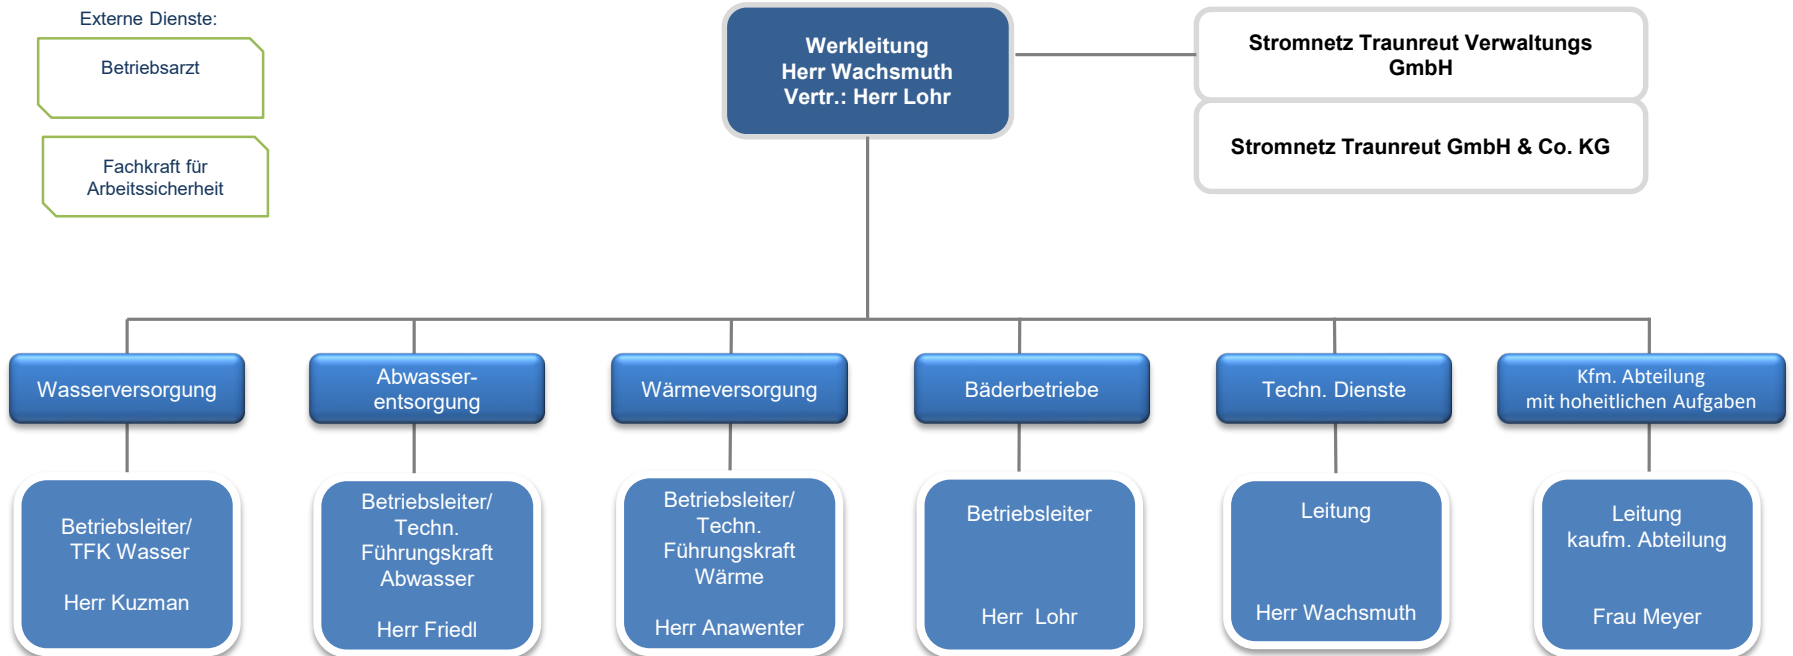 Externe Dienste:
Betriebsarzt
Fachkraft für
Arbeitssicherheit
Werkleitung
Herr Wachsmuth
Vertr.: Herr Lohr
Stromnetz Traunreut Verwaltungs
GmbH
Stromnetz Traunreut GmbH & Co. KG
Wasserversorgung
Abwasser-
entsorgung
Wärmeversorgung
Bäderbetriebe
Techn. Dienste
Kfm. Abteilung
mit hoheitlichen Aufgaben
Betriebsleiter/
TFK Wasser
Herr Kuzman
Betriebsleiter/
Techn.
Führungskraft
Abwasser
Herr Friedl
Betriebsleiter/
Techn.
Führungskraft
Wärme
Herr Anawenter
Betriebsleiter
Herr Lohr
Leitung
Herr Wachsmuth
Leitung
kaufm. Abteilung
Frau Meyer